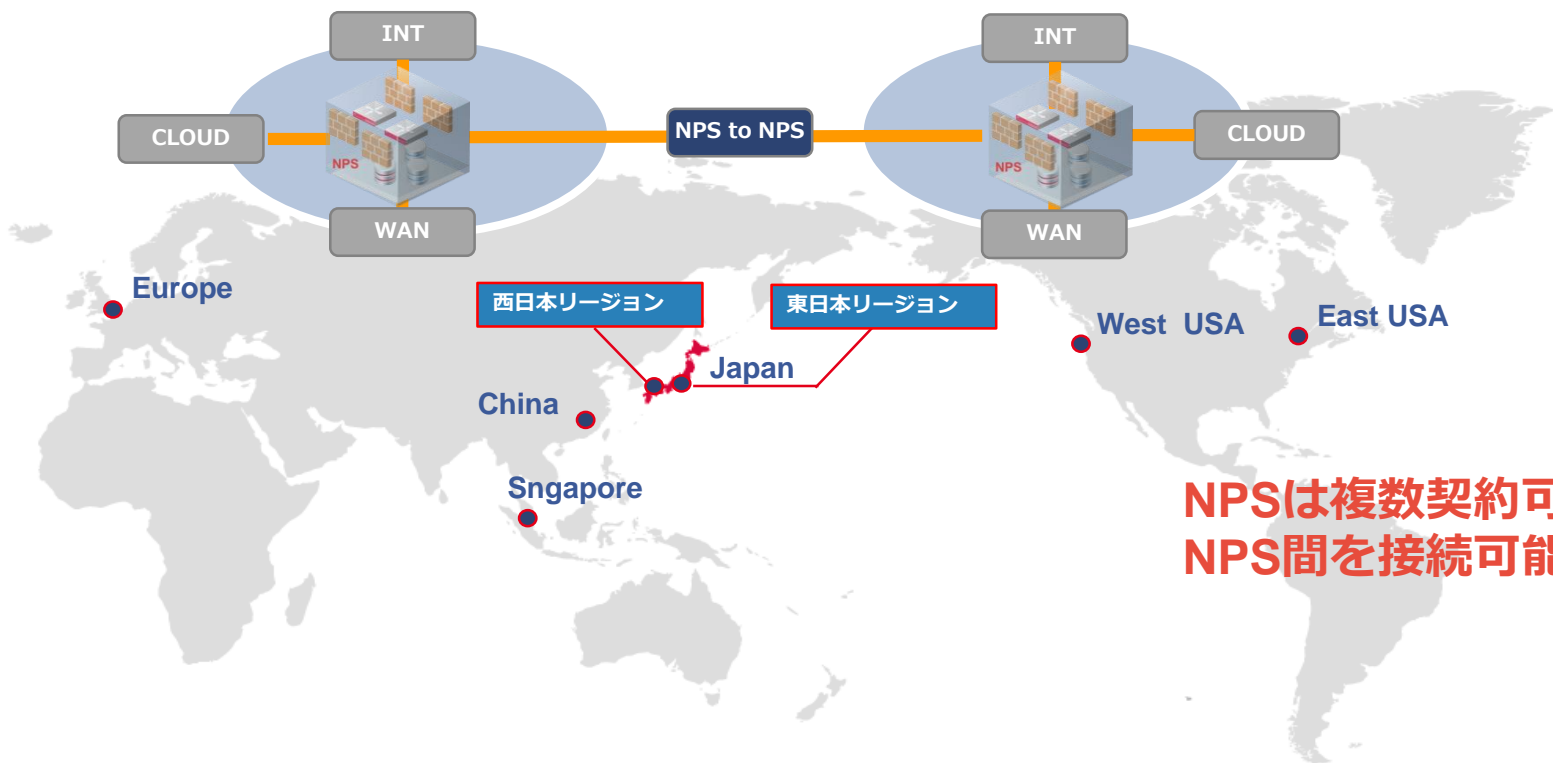 INT
INT
CLOUD
NPS to NPS
CLOUD
NPS
NPS
WAN
WAN
Europe
西日本リージョン
東日本リージョン
West USA
East USA
Japan
China
Sngapore
NPSは複数契約可
NPS間を接続可能